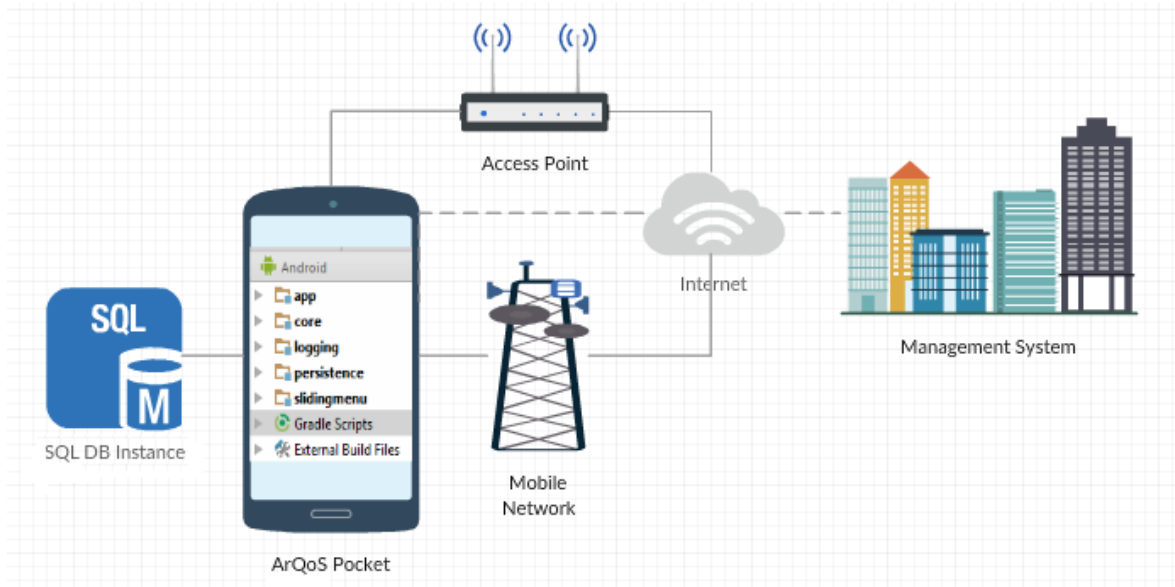 Access Point
Android
app
core
logging
persistence
slidingmenu
Gradle Scripts
External Build Files
SQL
M
SQL DB Instance
ArQoS Pocket
Mobile
Network
Internet
Management System